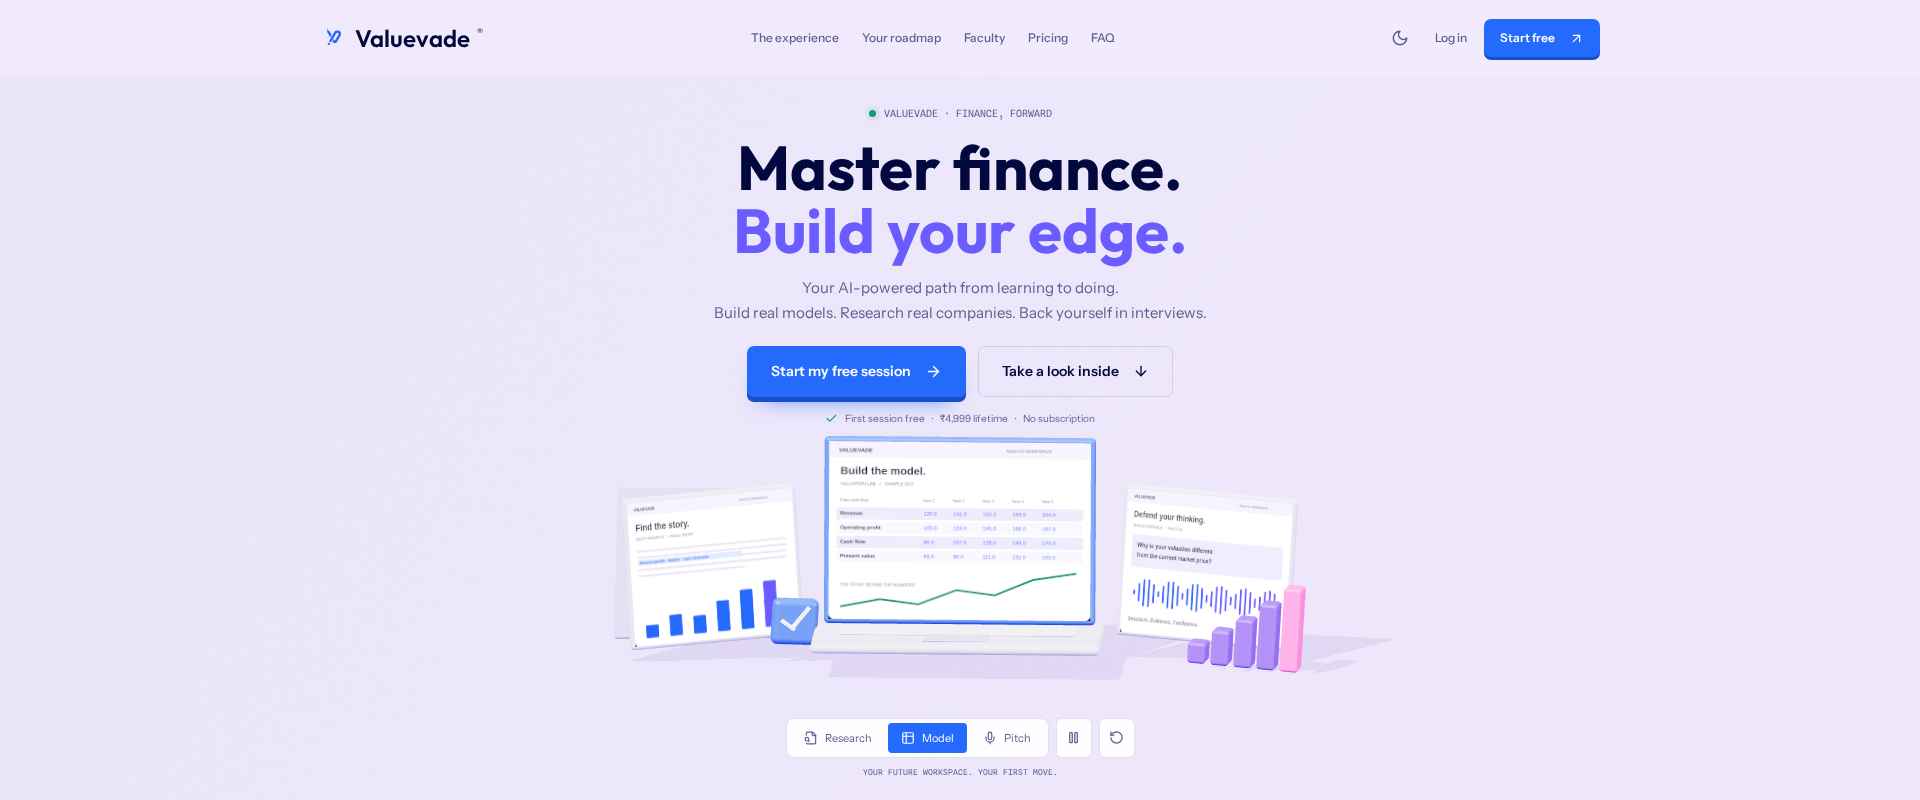 Valuevade ®
The experience
Your roadmap
Faculty
Pricing
FAQ
Log in
Start free
VALUEVADE · FINANCE, FORWARD
Master finance.
Build your edge.
Your AI-powered path from learning to doing.
Build real models. Research real companies. Back yourself in interviews.
Start my free session
Take a look inside
First session free · ₹4,999 lifetime · No subscription
VALUEVADE
Build the model.
Revenue
Operating profit
Cash flow
Present value
VALUEVADE
Find the story.
VALUEVADE
Defend your thinking.
Why is your valuation different
from the current market price?
Research
Model
Pitch
YOUR FUTURE WORKSPACE. YOUR FIRST MOVE.